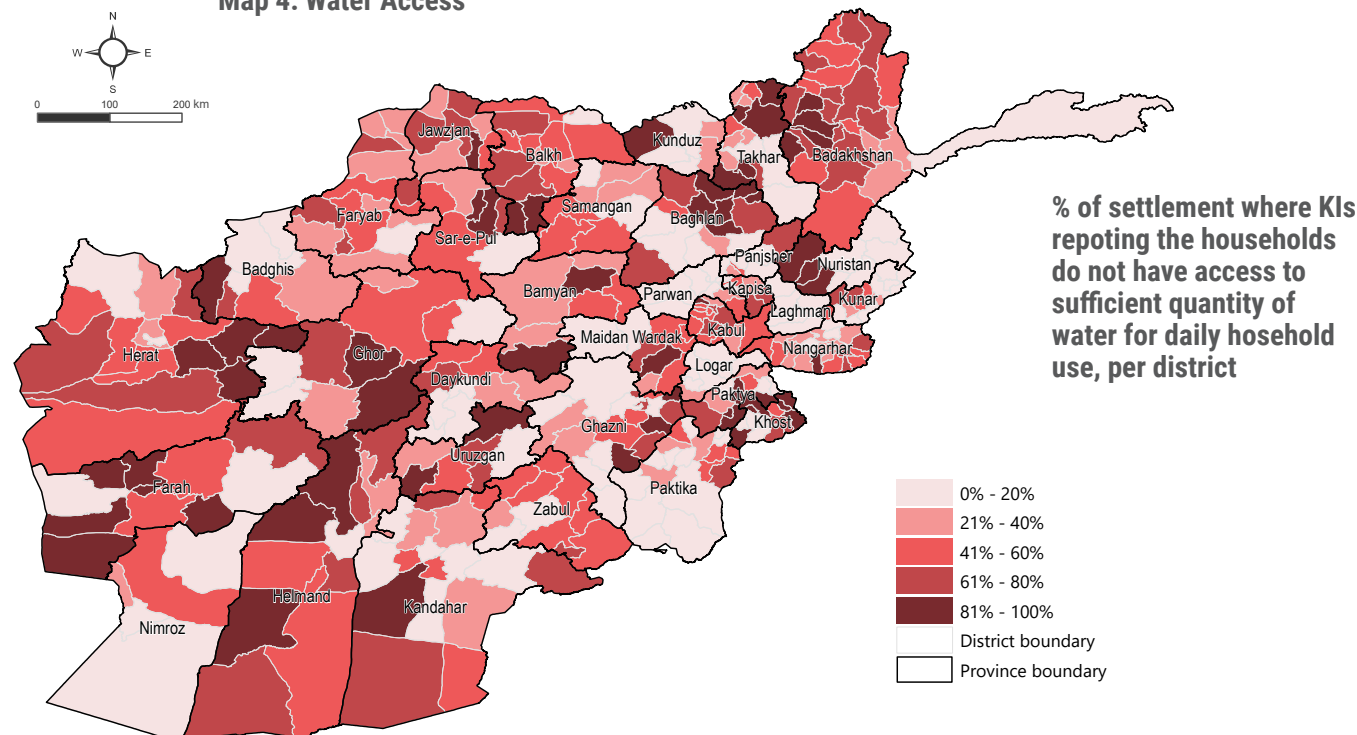 Map 4: Water Access
N
W E
S
0 100 200 km
Jawzjan
Balkh
Kunduz
Takhar
Badakhshan
Faryab
Sar-e-Pul
Samangan
Baghlan
Badghis
Panjsher
Nuristan
Bamyan
Parwan
Kapisa
Laghman
Kunar
Herat
Ghor
Maidan Wardak
Kabul
Nangarhar
Daykundi
Logar
Paktya
Khost
Ghazni
Uruzgan
Farah
Paktika
Zabul
Helmand
Kandahar
Nimroz
% of settlement where KIs
repoting the households
do not have access to
sufficient quantity of
water for daily hosehold
use, per district
0% - 20%
21% - 40%
41% - 60%
61% - 80%
81% - 100%
District boundary
Province boundary